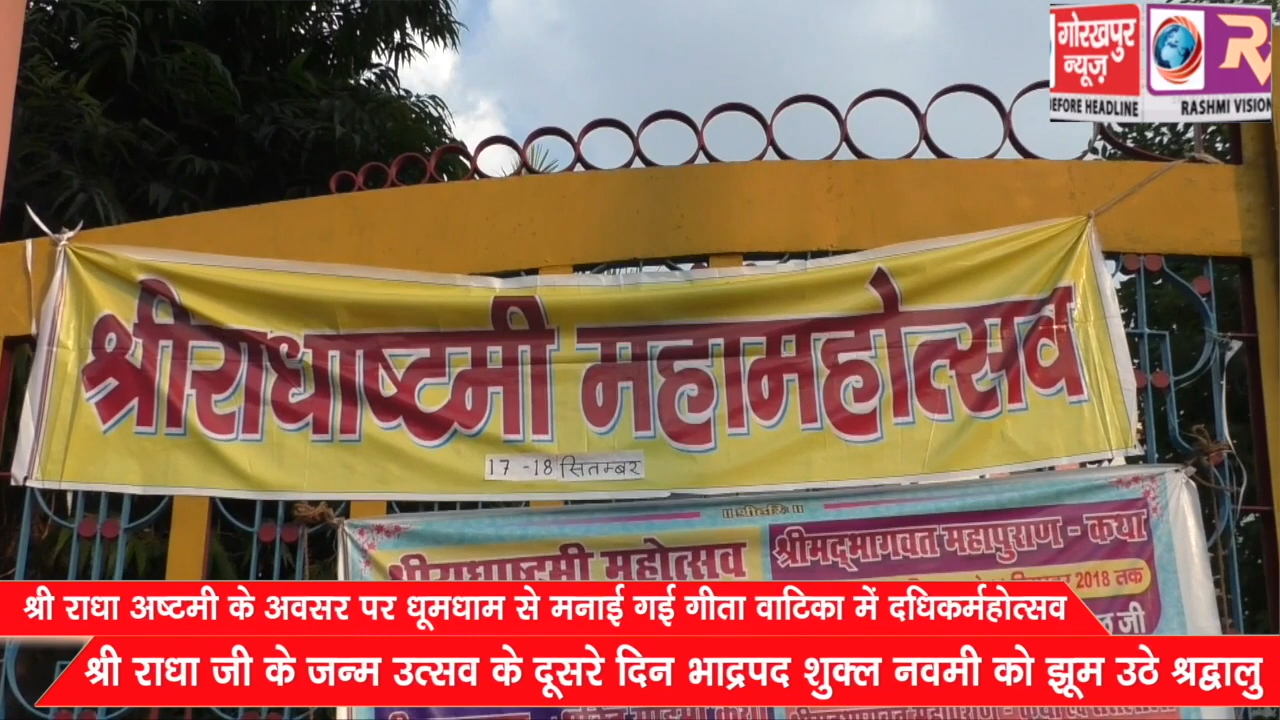 गोरखपुर
न्यूज़
BEFORE HEADLINE
RASHMI VISION
श्रीराधाष्टमी महामहोत्सव
17 -18 सितम्बर
॥श्रीहरिः॥
श्रीराधाष्टमी महोत्सव
श्रीमद्भागवत महापुराण - कथा
2018 तक
जी
श्री राधा अष्टमी के अवसर पर धूमधाम से मनाई गई गीता वाटिका में दधिकर्महोत्सव
श्री राधा जी के जन्म उत्सव के दूसरे दिन भाद्रपद शुक्ल नवमी को झूम उठे श्रद्वालु